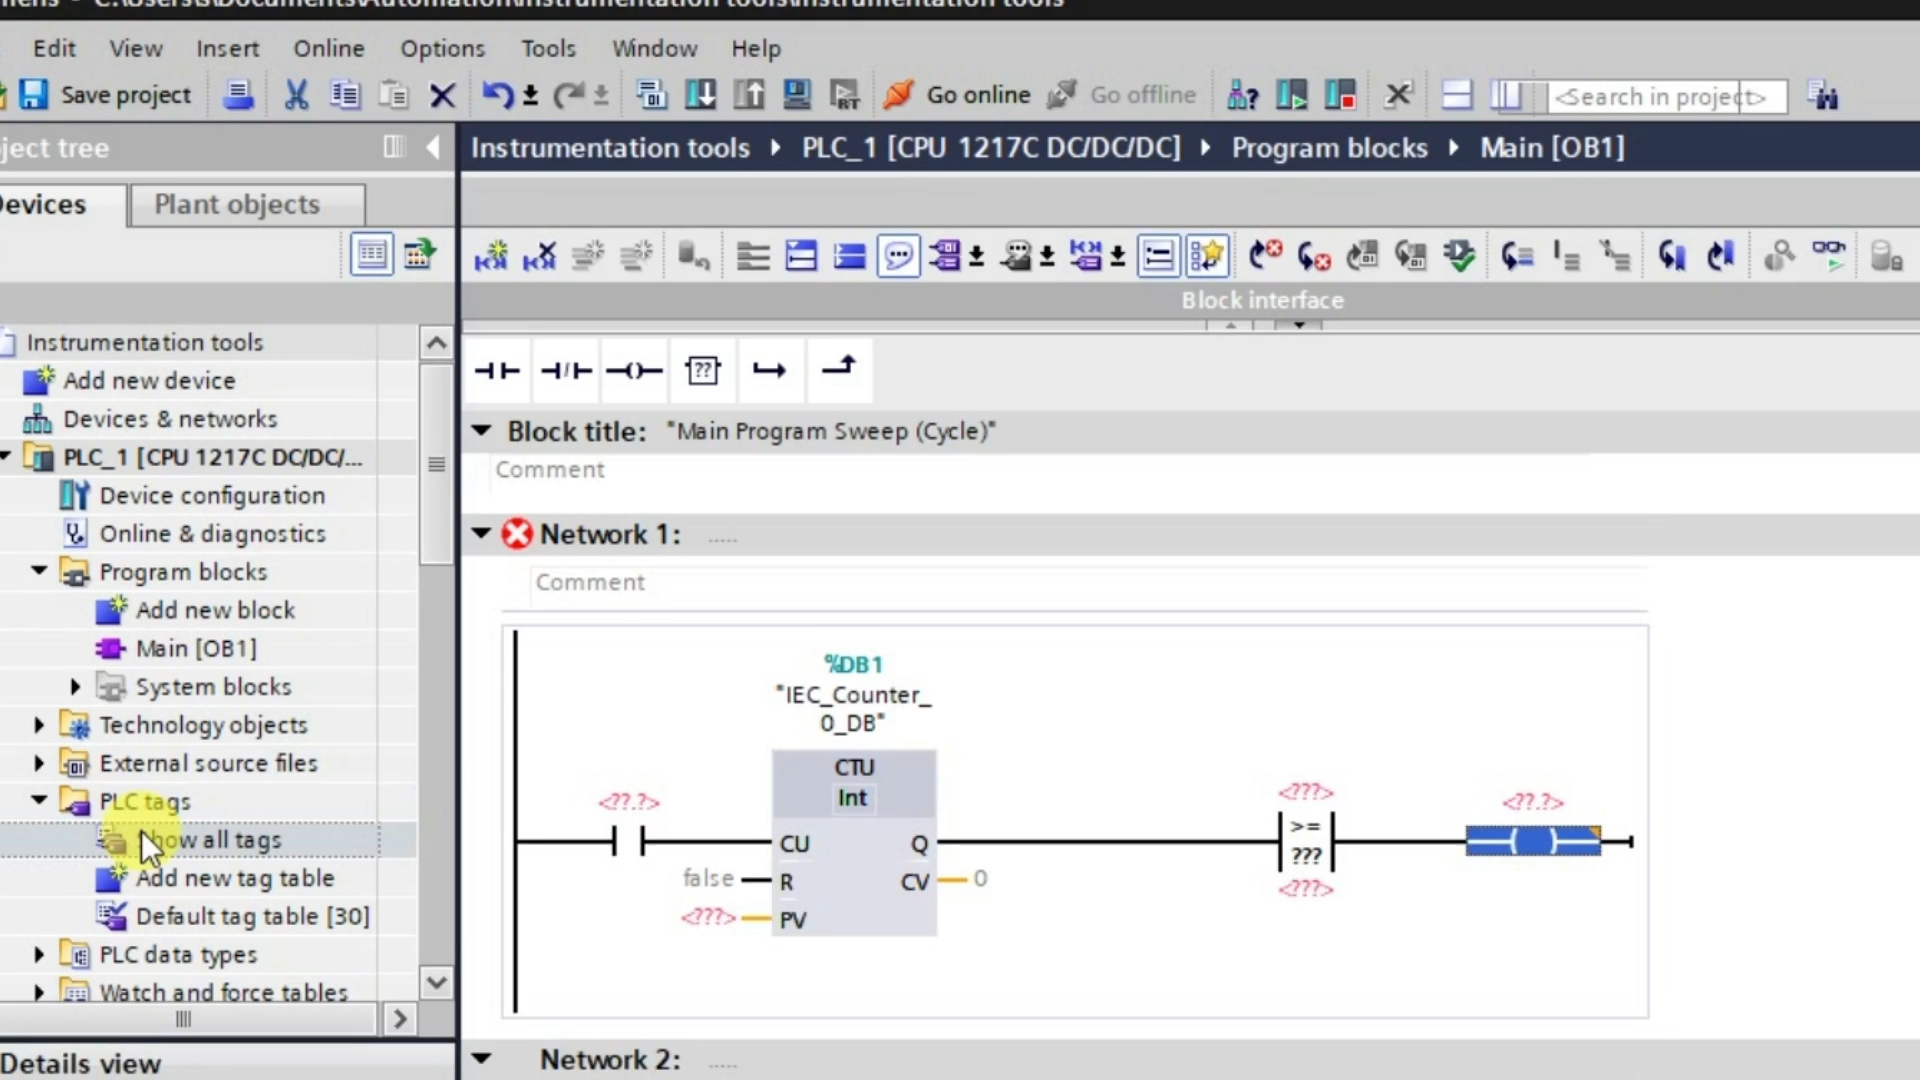 Edit View Insert Online Options Tools Window Help
Save project Go online Go offline <Search in project>
ject tree
Instrumentation tools PLC_1 [CPU 1217C DC/DC/DC] Program blocks Main [OB1]
Devices Plant objects
Block interface
Instrumentation tools
Add new device
Devices & networks
PLC_1 [CPU 1217C DC/DC/...
Device configuration
Online & diagnostics
Program blocks
Add new block
Main [OB1]
System blocks
Technology objects
External source files
PLC tags
Show all tags
Add new tag table
Default tag table [30]
PLC data types
Watch and force tables
Details view
??
Block title: "Main Program Sweep (Cycle)"
Comment
Network 1: .....
Comment
%DB1
"IEC_Counter_
0_DB"
CTU
Int
<??.?> <???> <??.?>
>=
CU Q
???
false R CV 0
<???>
<???> PV
Network 2: .....